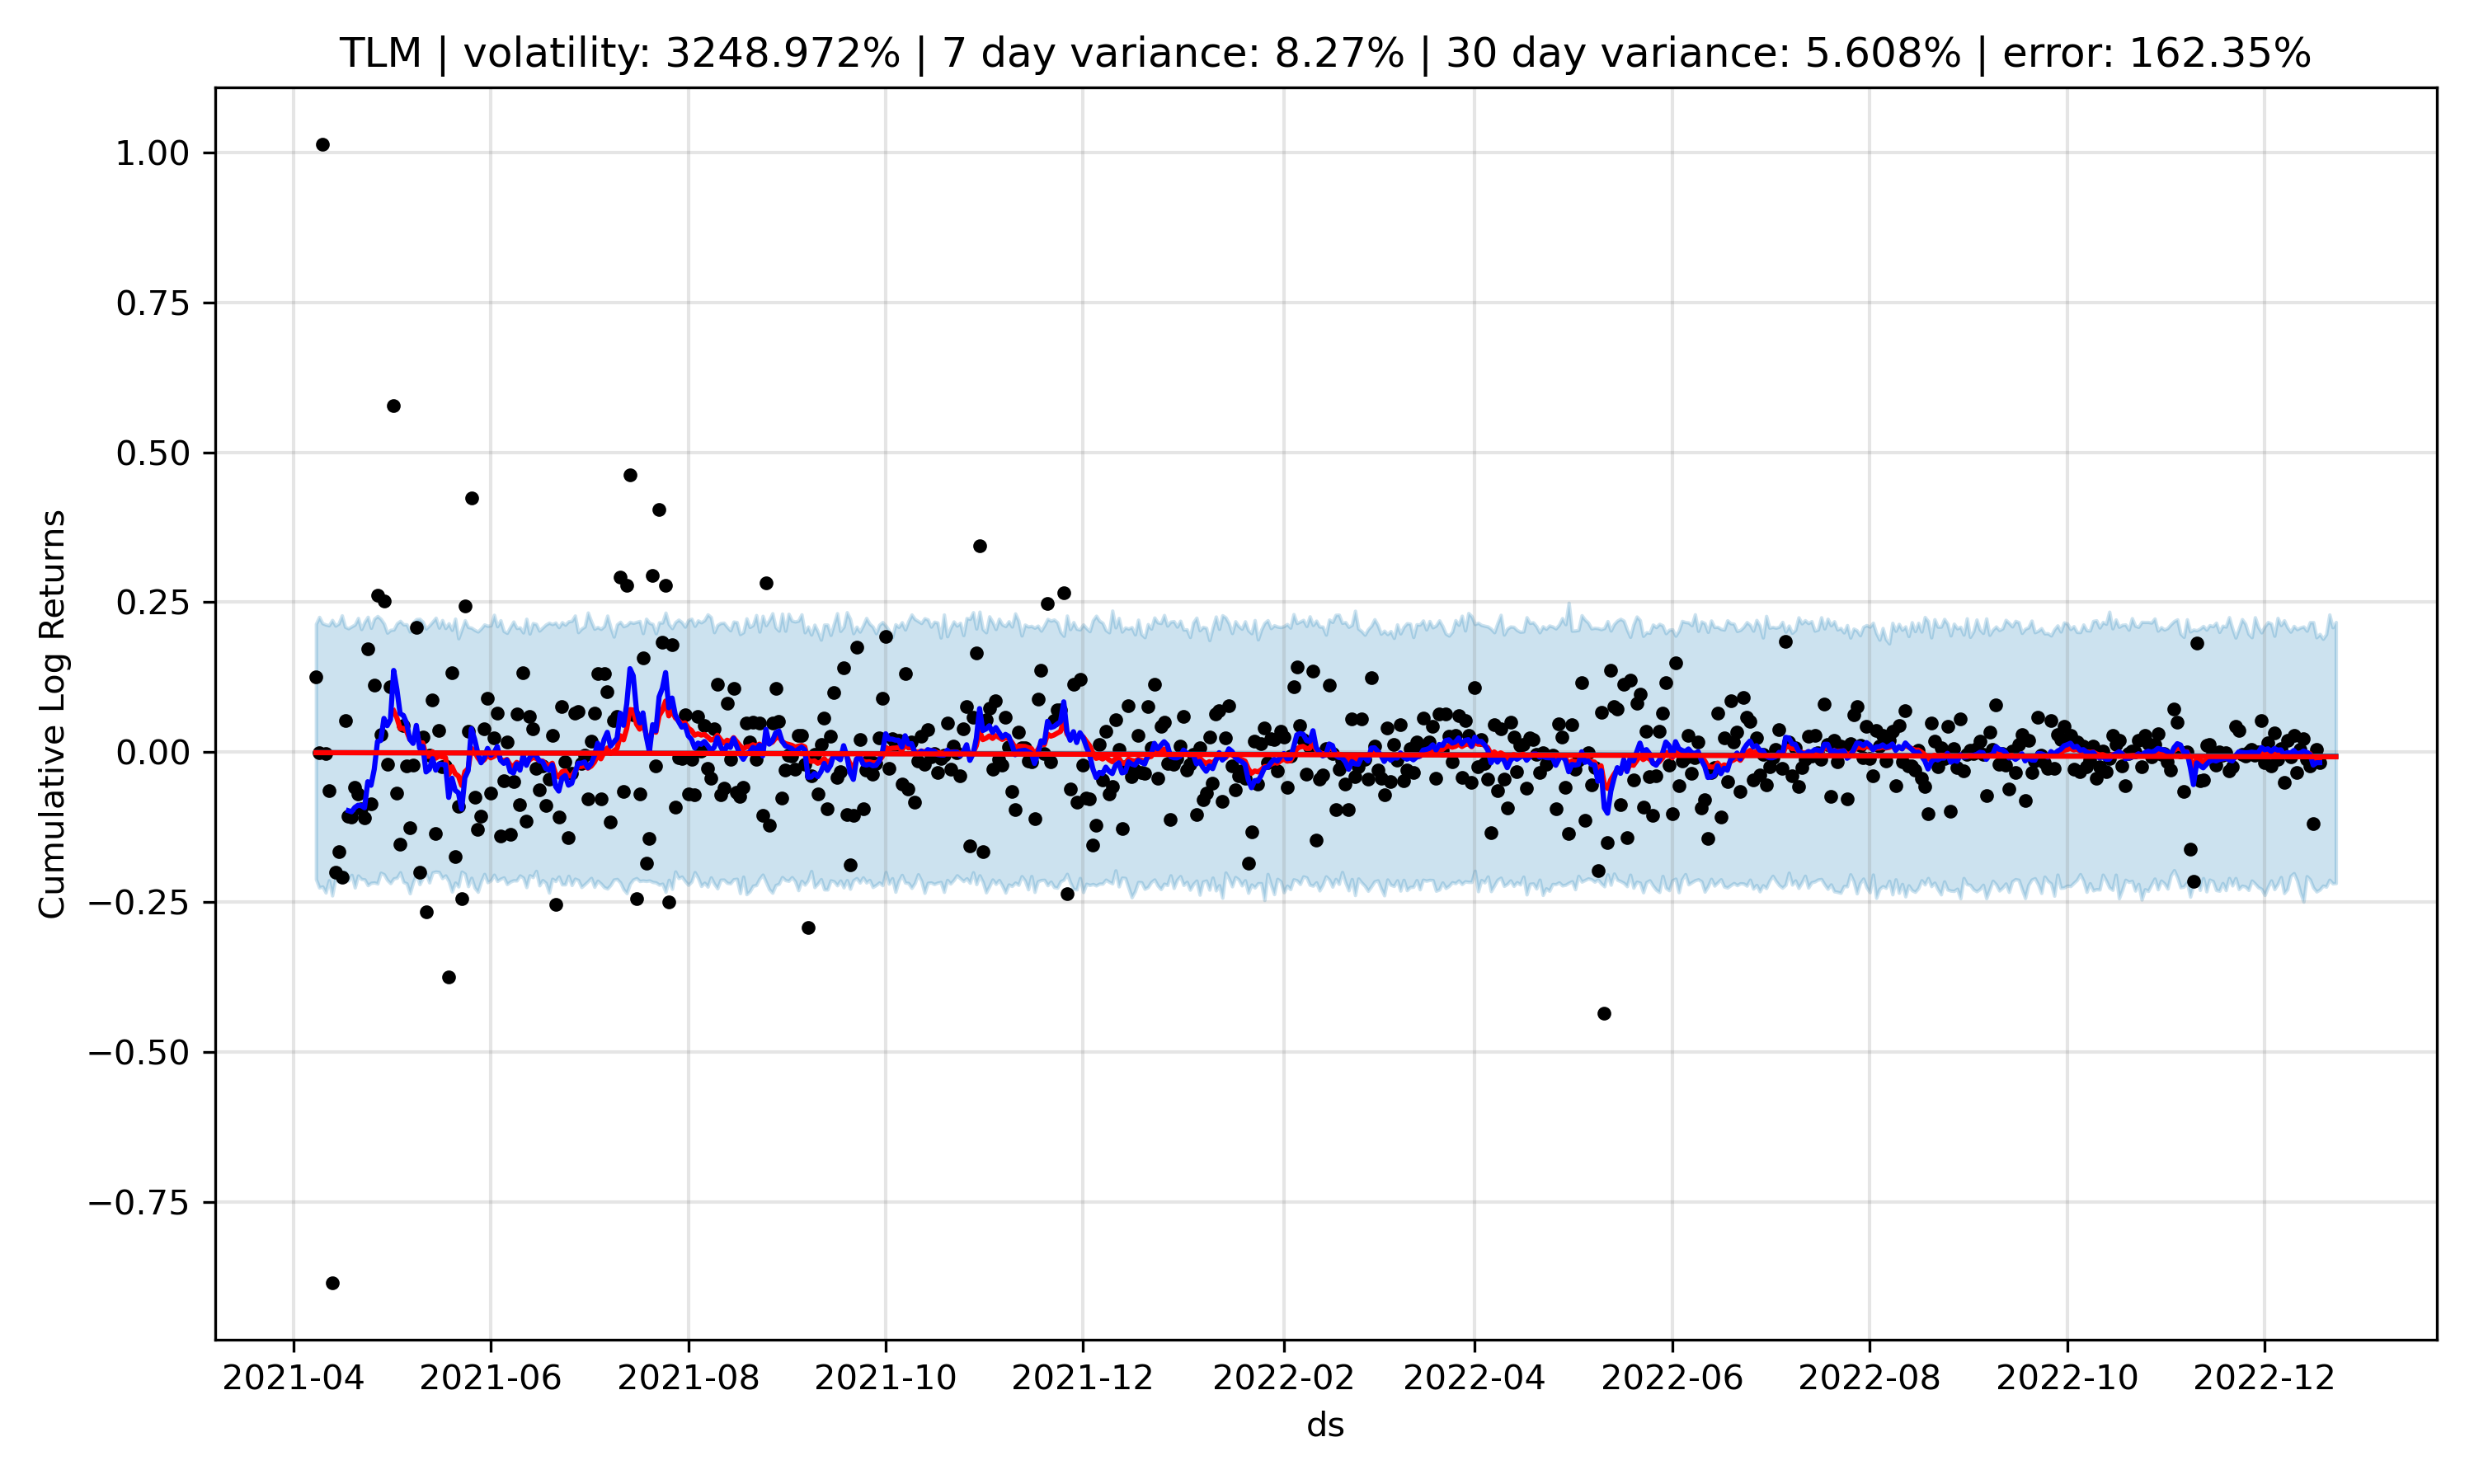 TLM | volatility: 3248.972% | 7 day variance: 8.27% | 30 day variance: 5.608% | error: 162.35%
Cumulative Log Returns
1.00
0.75
0.50
0.25
0.00
−0.25
−0.50
−0.75
2021-04 2021-06 2021-08 2021-10 2021-12 2022-02 2022-04 2022-06 2022-08 2022-10 2022-12
ds